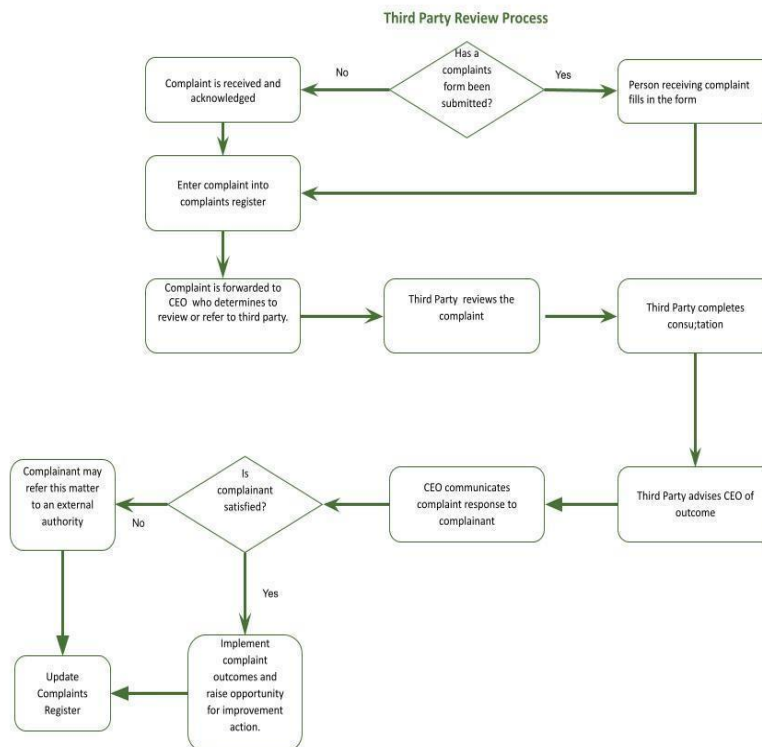 Third Party Review Process
Has a
complaints
form been
submitted?
No
Yes
Complaint is received and
acknowledged
Person receiving complaint
fills in the form
Enter complaint into
complaints register
Complaint is forwarded to
CEO who determines to
review or refer to third party.
Third Party reviews the
complaint
Third Party completes
consu;tation
Third Party advises CEO of
outcome
CEO communicates
complaint response to
complainant
Is
complainant
satisfied?
No
Yes
Complainant may
refer this matter
to an external
authority
Implement
complaint
outcomes and
raise opportunity
for improvement
action.
Update
Complaints
Register